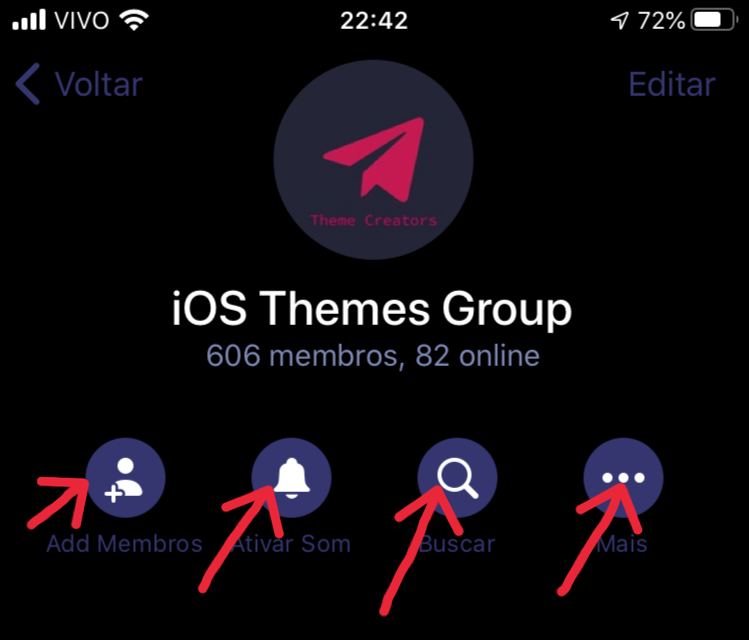 VIVO 22:42 72%
Voltar Editar
Theme Creators
iOS Themes Group
606 membros, 82 online
Add Membros Ativar Som Buscar Mais